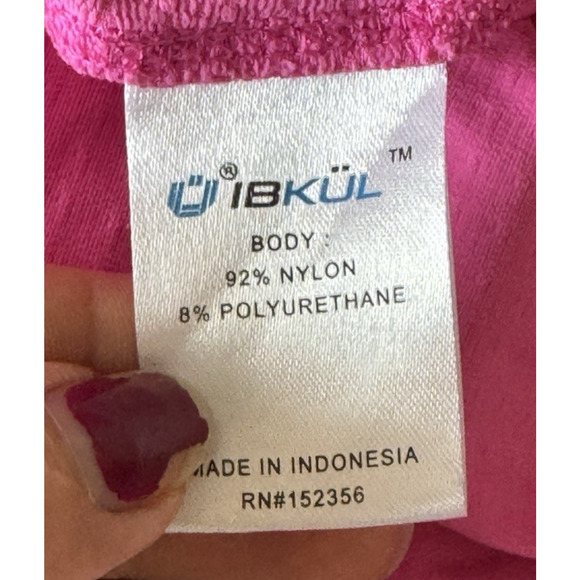 ® IBKÜL ™
BODY :
92% NYLON
8% POLYURETHANE
MADE IN INDONESIA
RN#152356